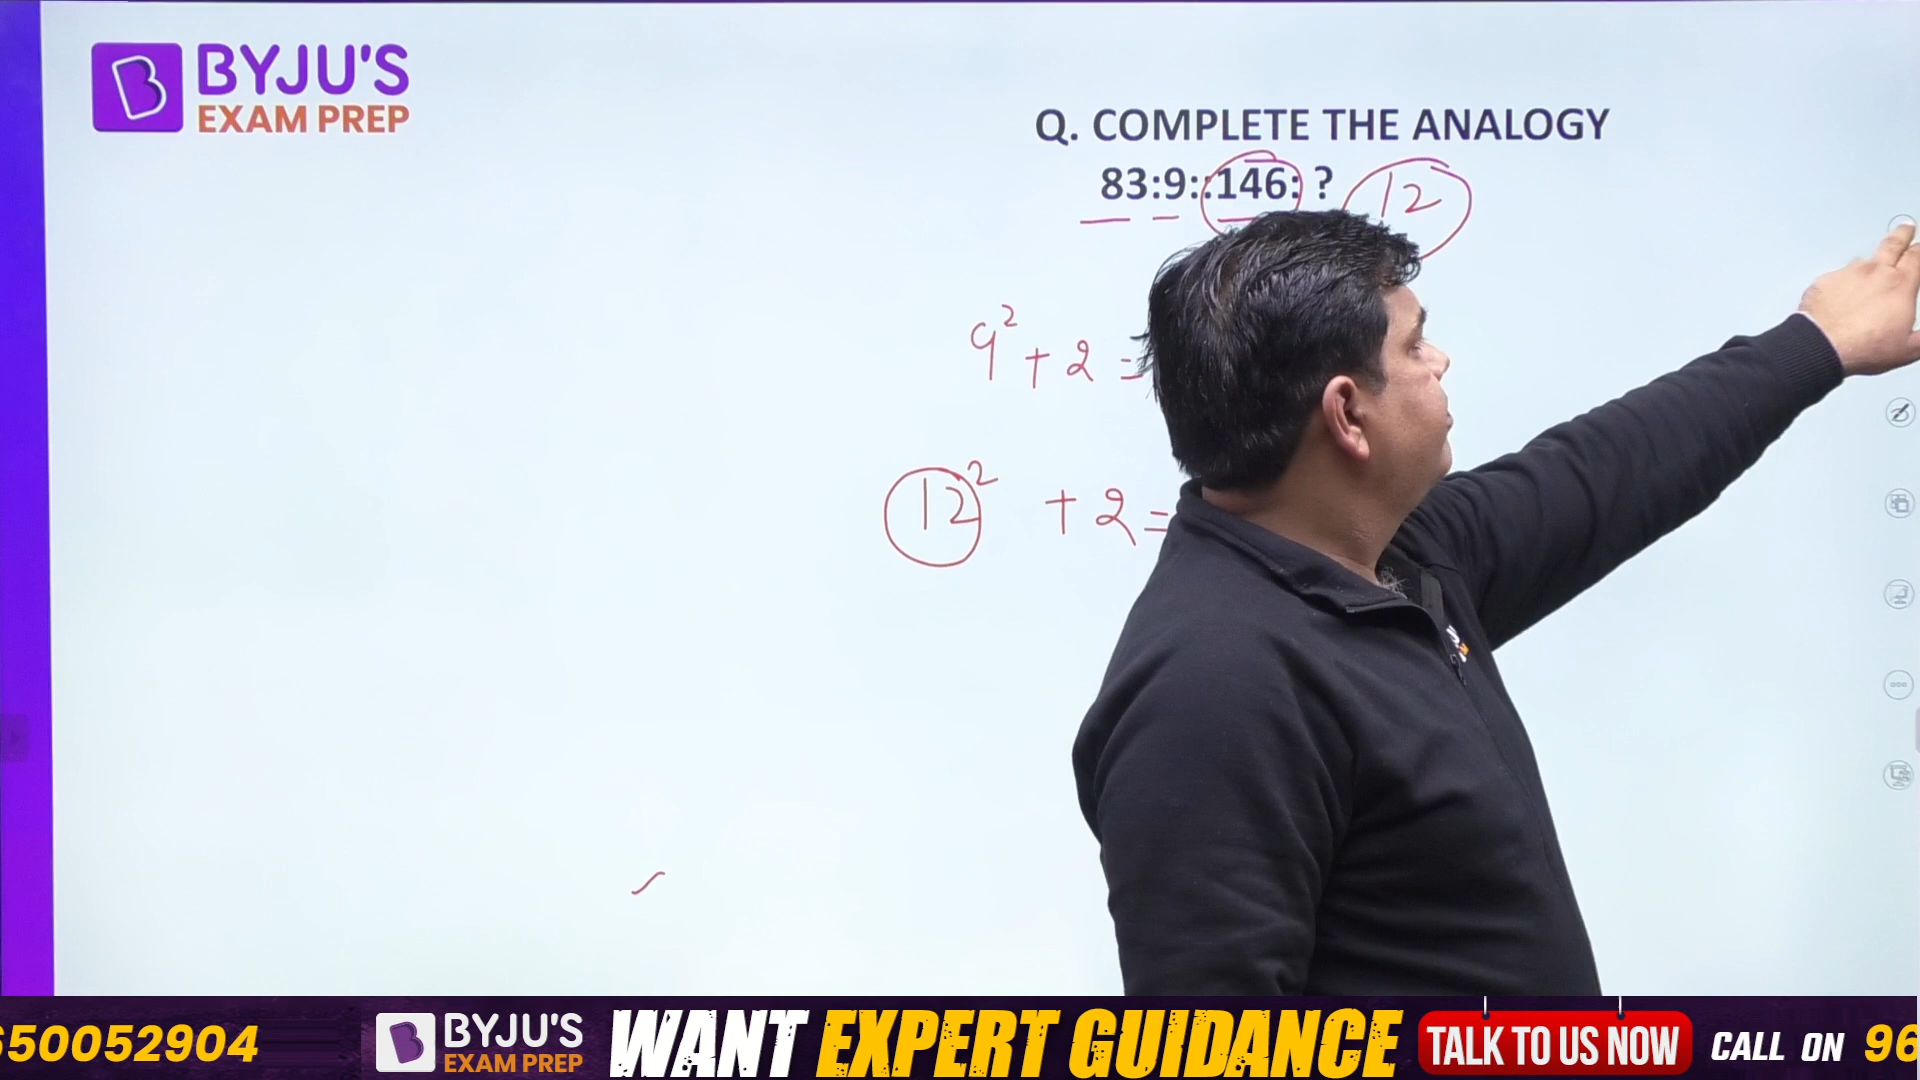 BYJU'S
EXAM PREP
Q. COMPLETE THE ANALOGY
83:9::146: ? 12
9² + 2 =
12² + 2 =
650052904
BYJU'S
EXAM PREP
WANT EXPERT GUIDANCE
TALK TO US NOW
CALL ON 96